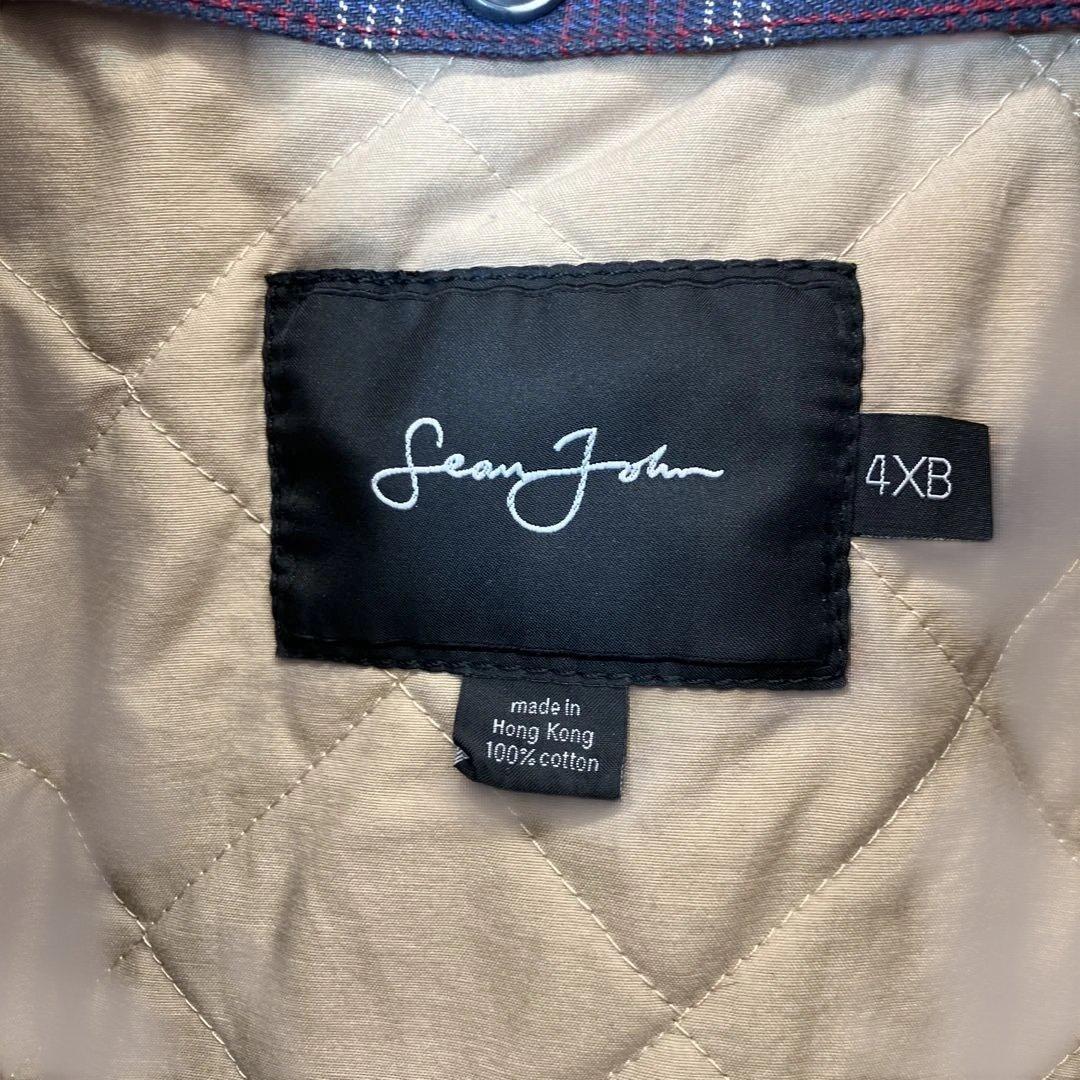 Sean John
4XB
made in
Hong Kong
100% cotton